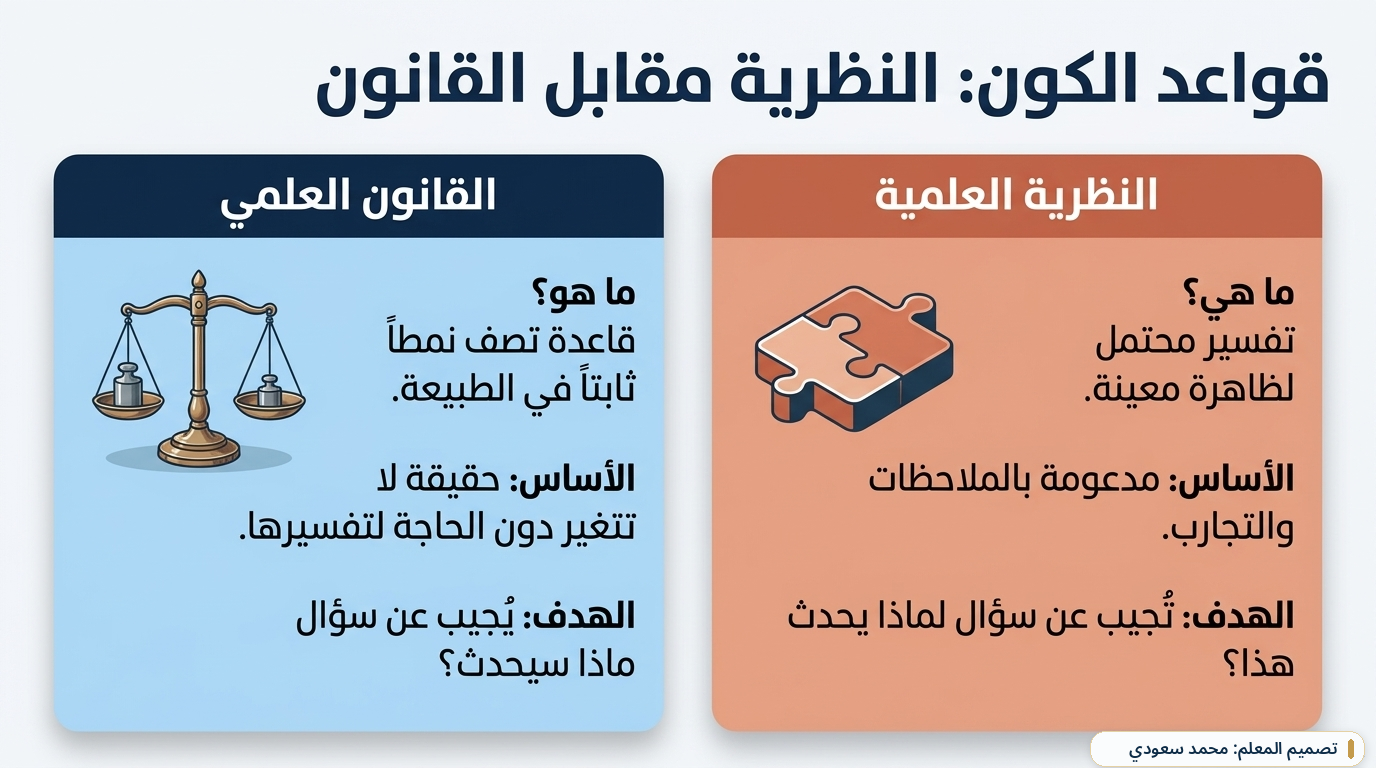 قواعد الكون: النظرية مقابل القانون
النظرية العلمية
ما هي؟
تفسير محتمل
لظاهرة معينة.
الأساس: مدعومة بالملاحظات
والتجارب.
الهدف: تُجيب عن سؤال لماذا يحدث
هذا؟
القانون العلمي
ما هو؟
قاعدة تصف نمطاً
ثابتاً في الطبيعة.
الأساس: حقيقة لا
تتغير دون الحاجة لتفسيرها.
الهدف: يُجيب عن سؤال
ماذا سيحدث؟
تصميم المعلم: محمد سعودي